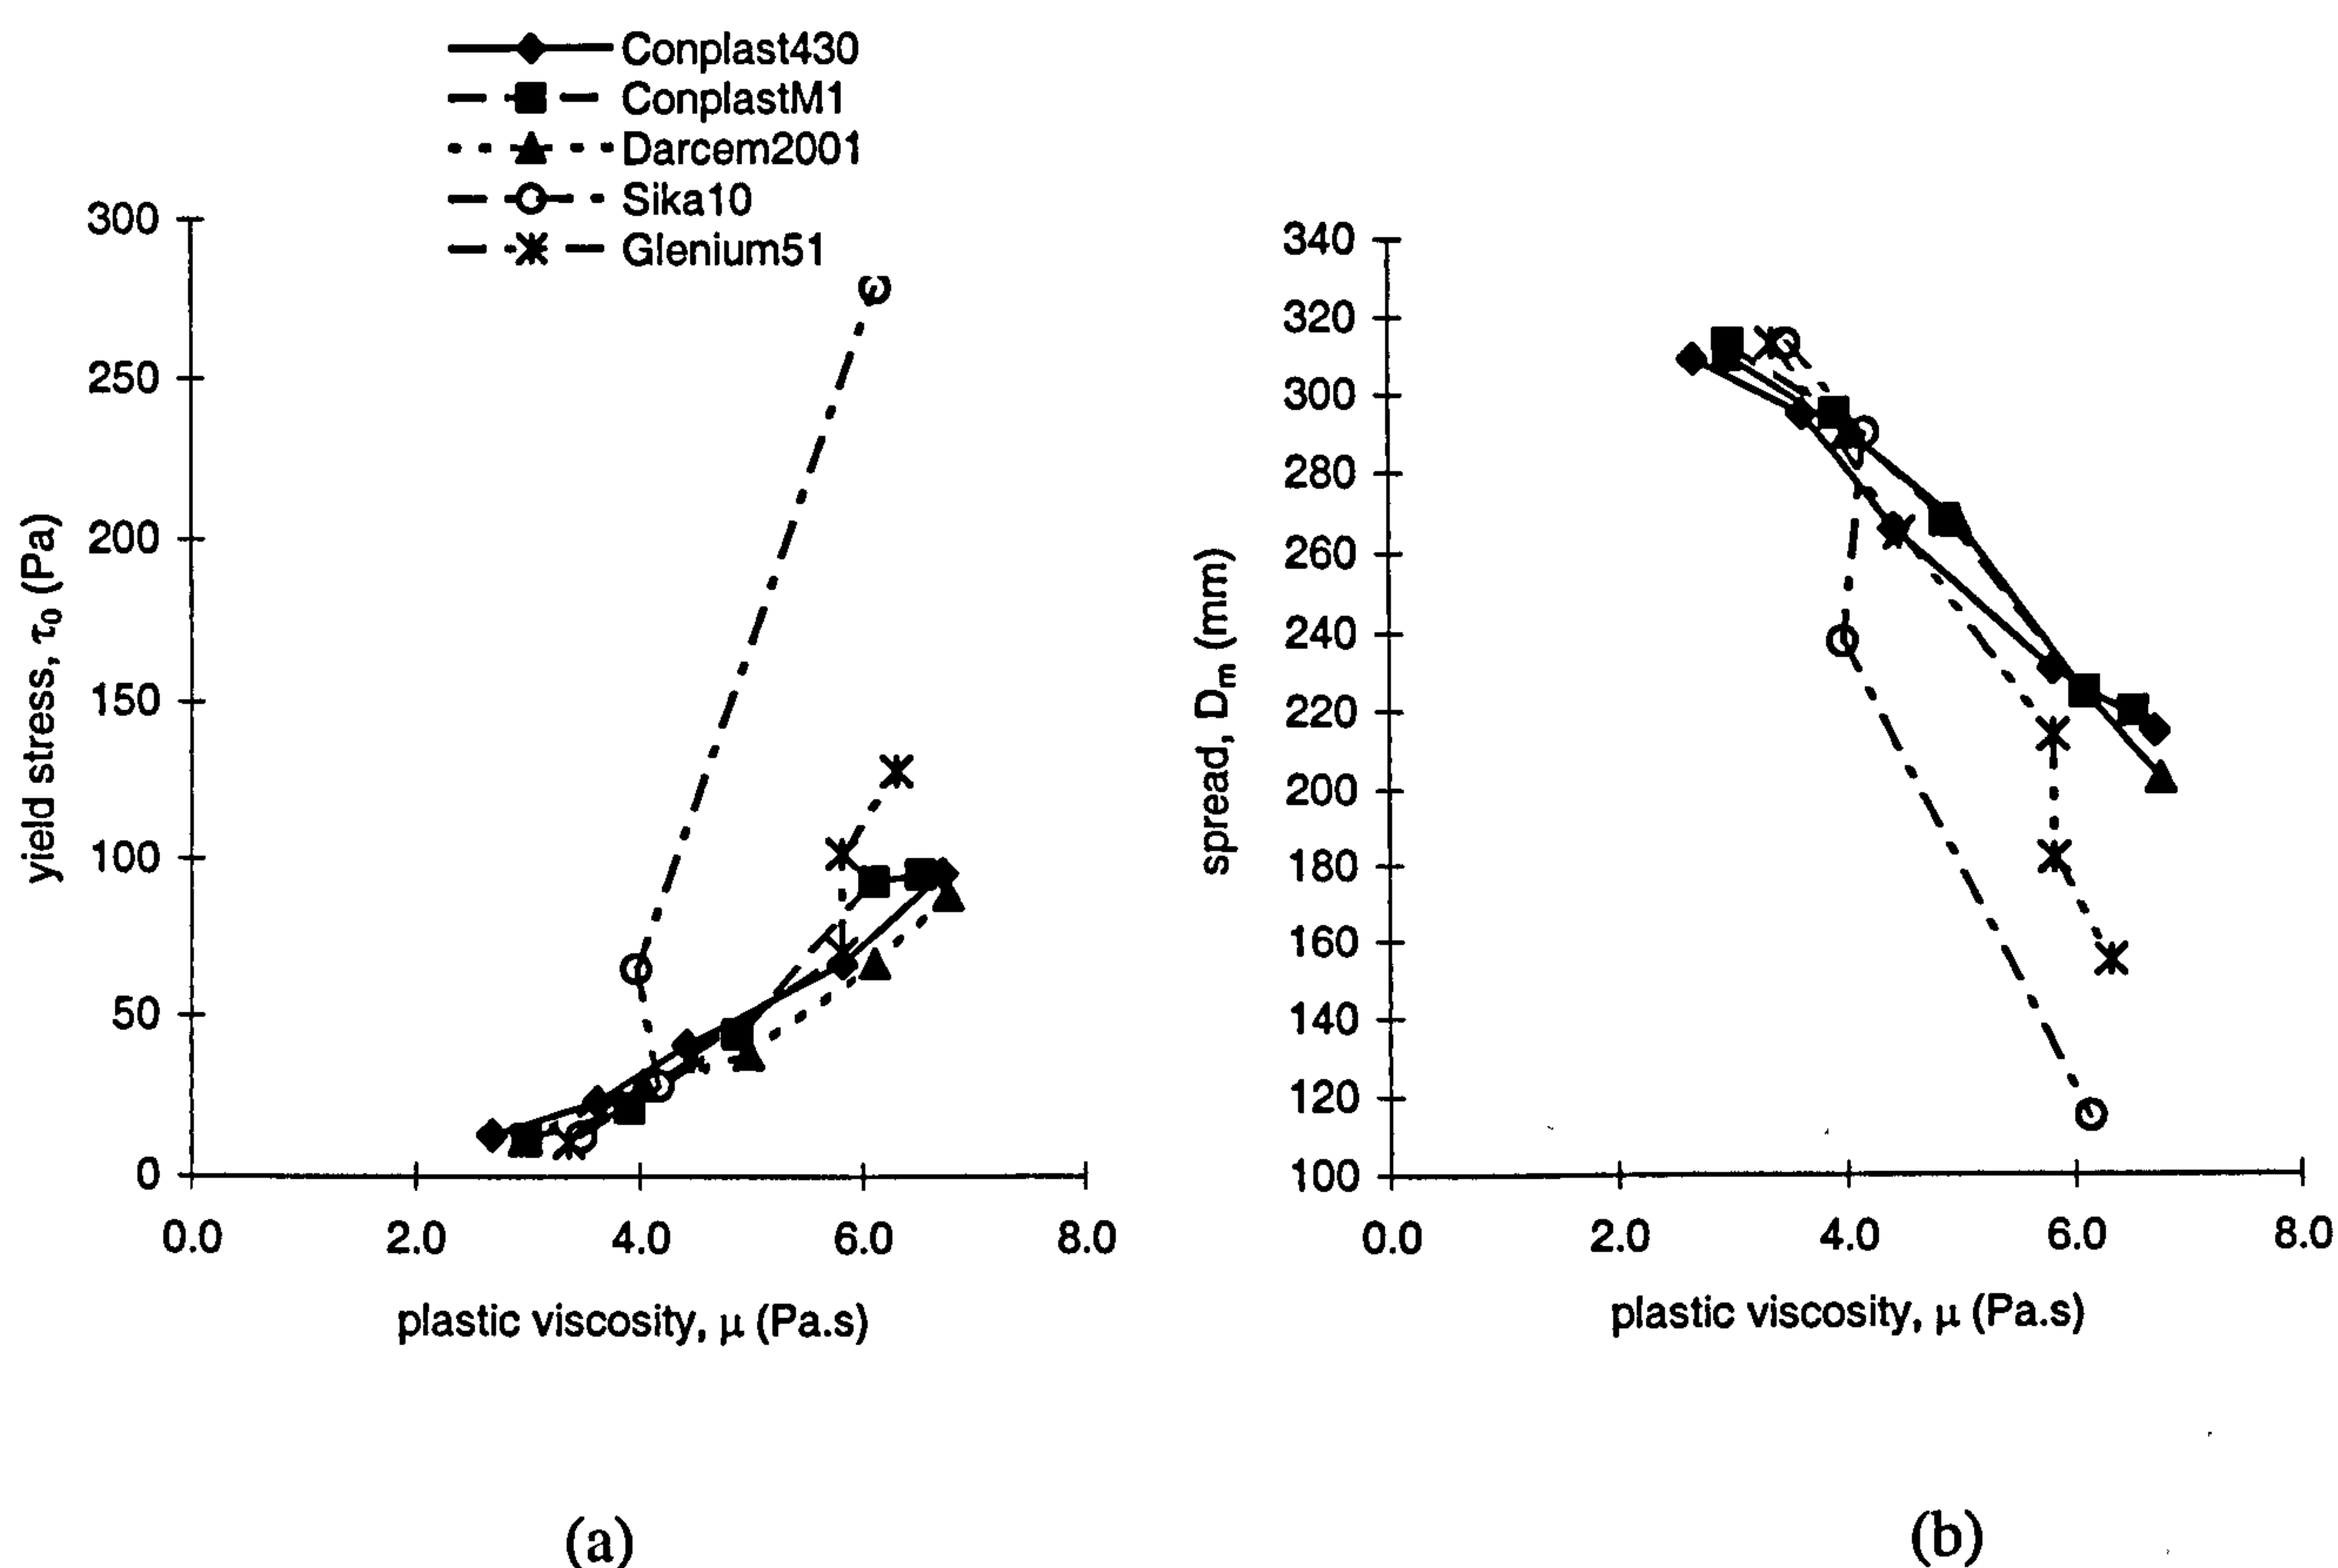 Conplast430
ConplastM1
Darcem2001
Sika10
Glenium51
300
250
200
150
100
50
0
yield stress, τ0 (Pa)
0.0 2.0 4.0 6.0 8.0
plastic viscosity, μ (Pa.s)
(a)
340
320
300
280
260
240
220
200
180
160
140
120
100
spread, Dm (mm)
0.0 2.0 4.0 6.0 8.0
plastic viscosity, μ (Pa.s)
(b)